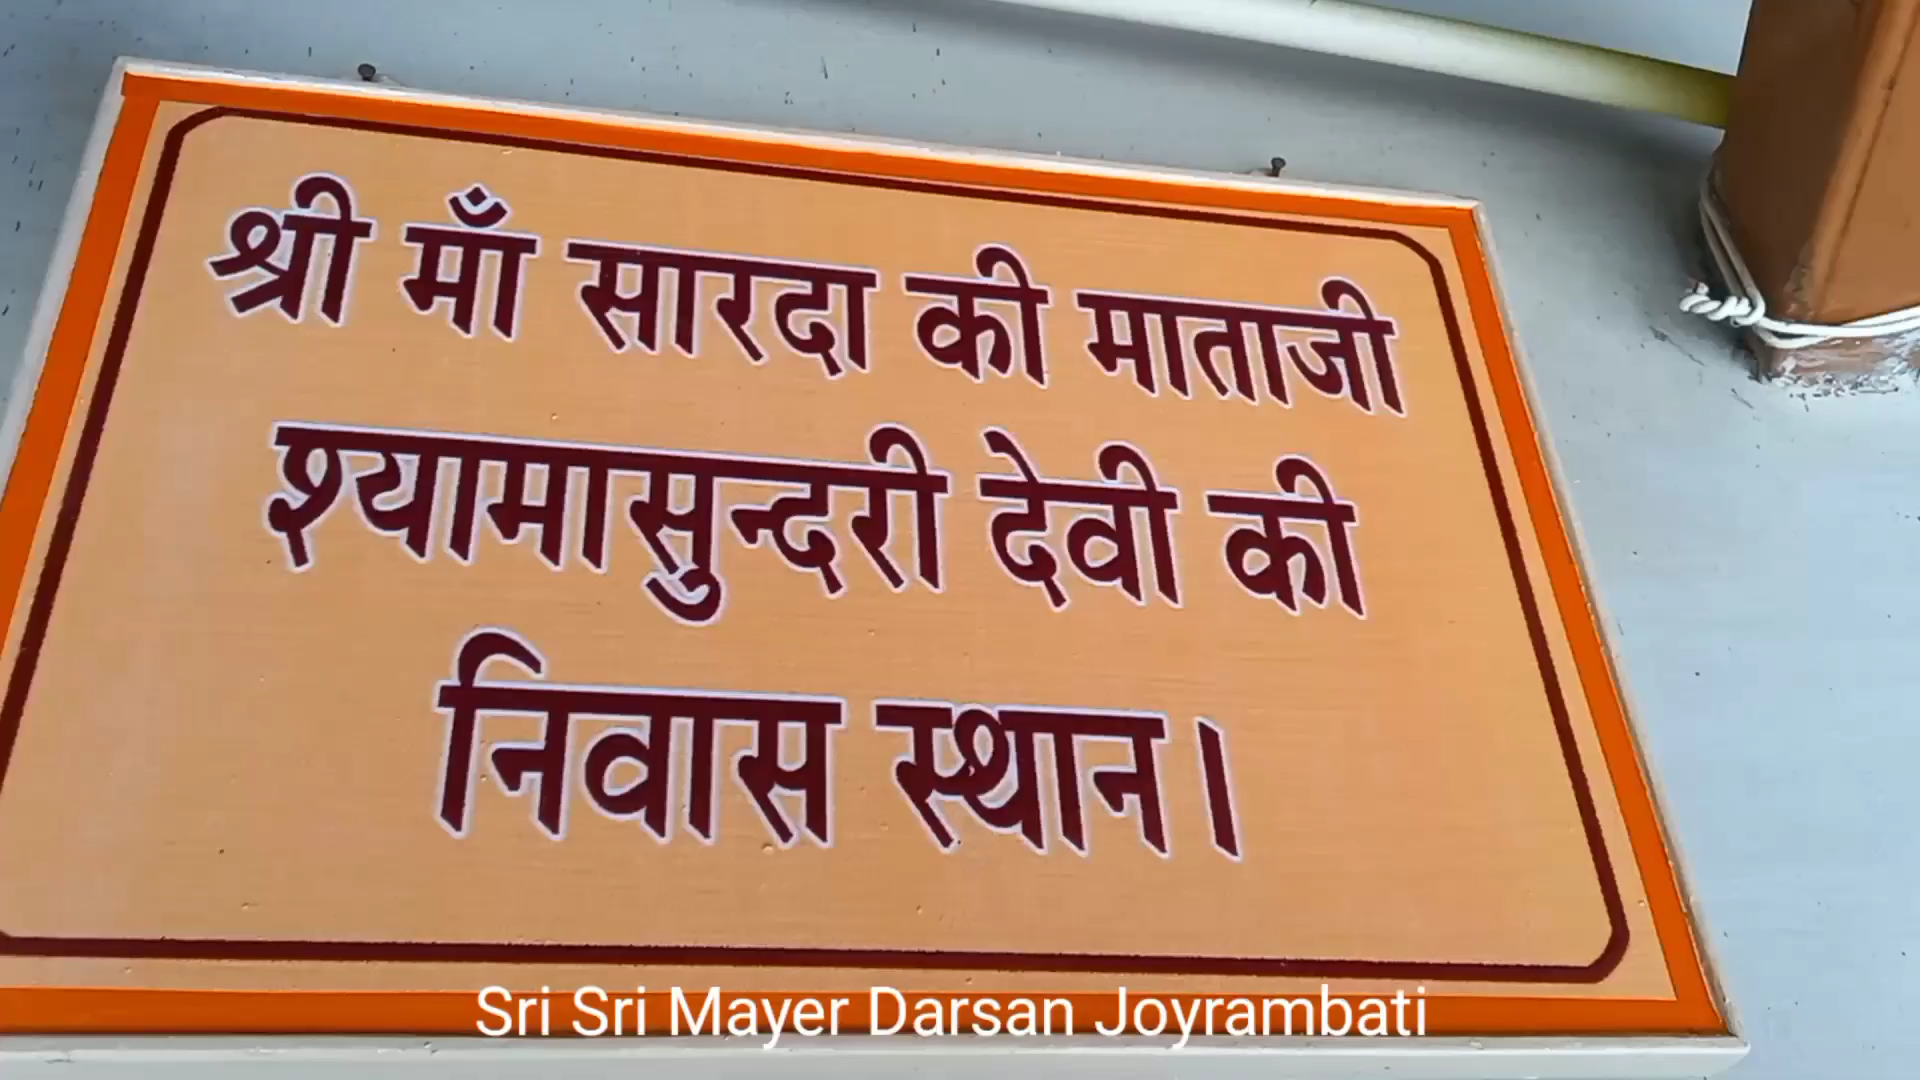 श्री माँ सारदा की माताजी
श्यामासुन्दरी देवी की
निवास स्थान।
Sri Sri Mayer Darsan Joyrambati